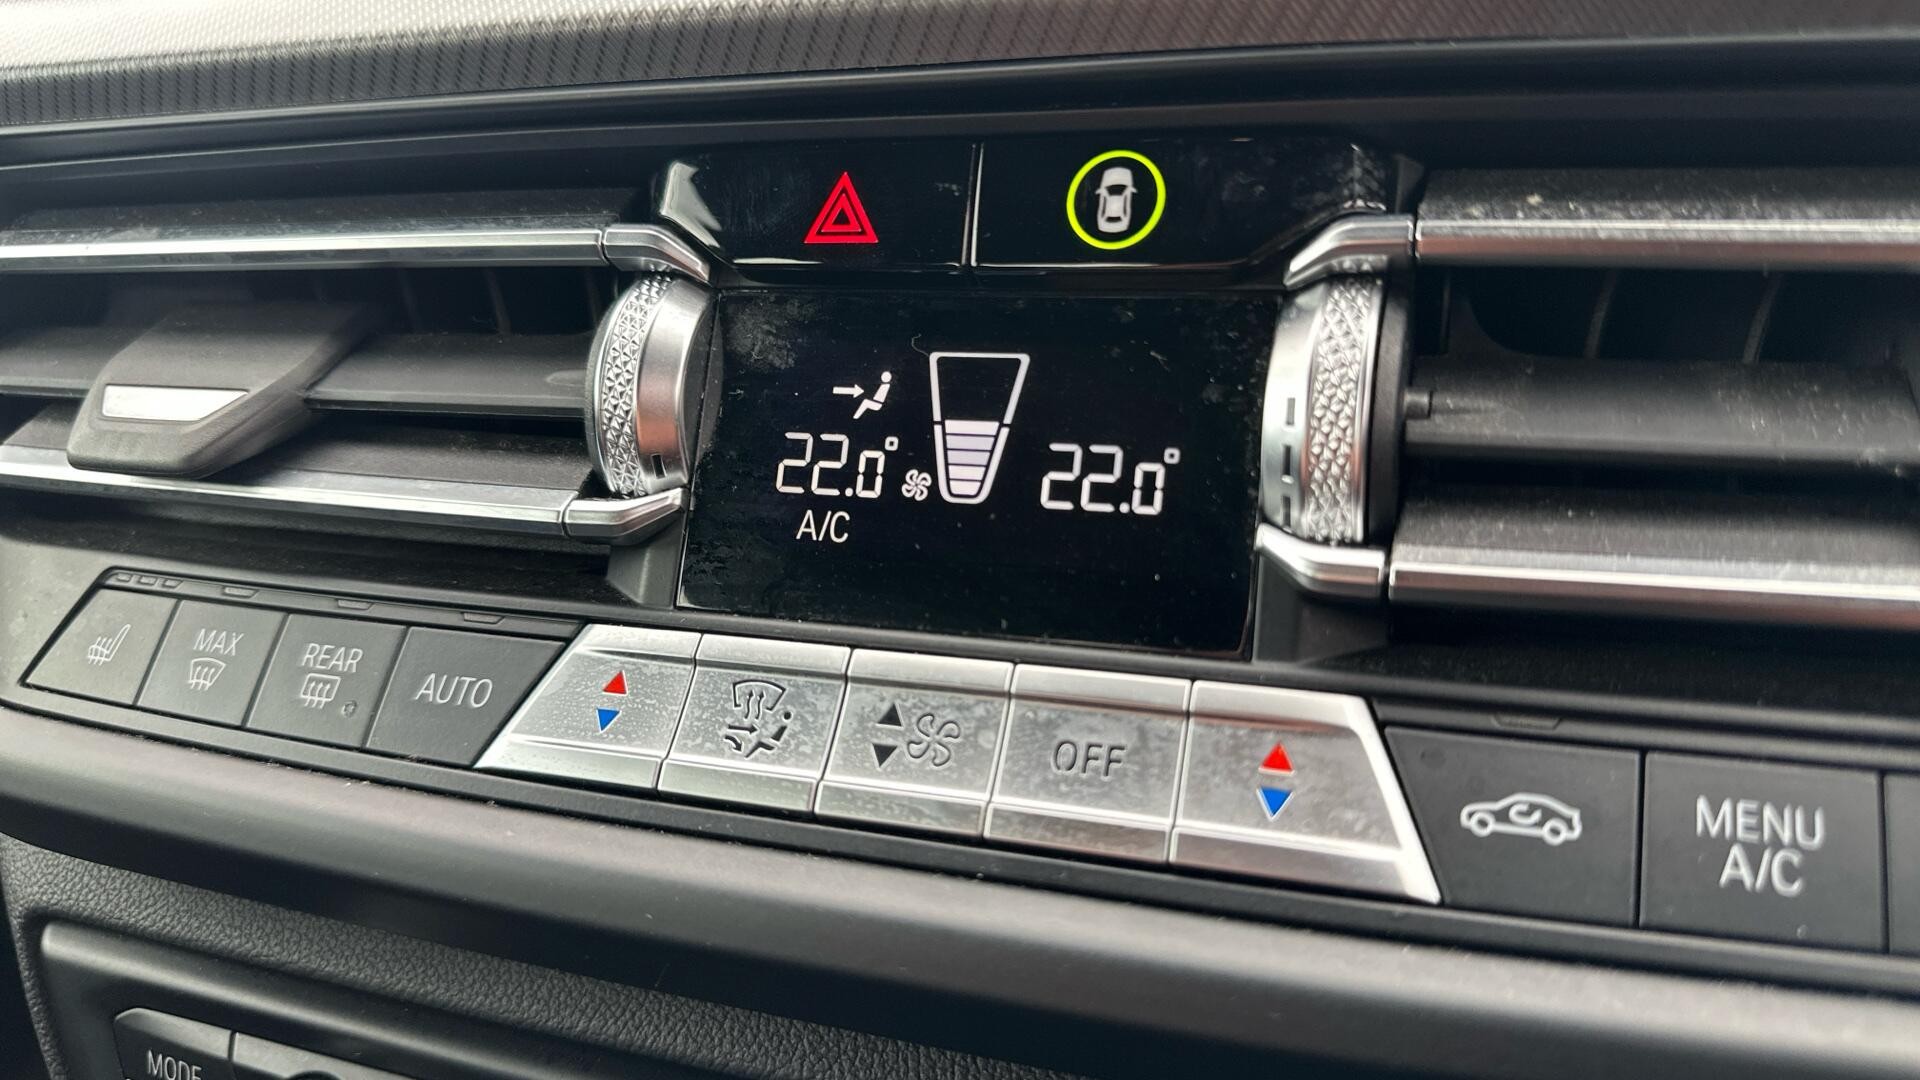 22.0°
22.0°
A/C
MAX
REAR
AUTO
OFF
MENU
A/C
MODE